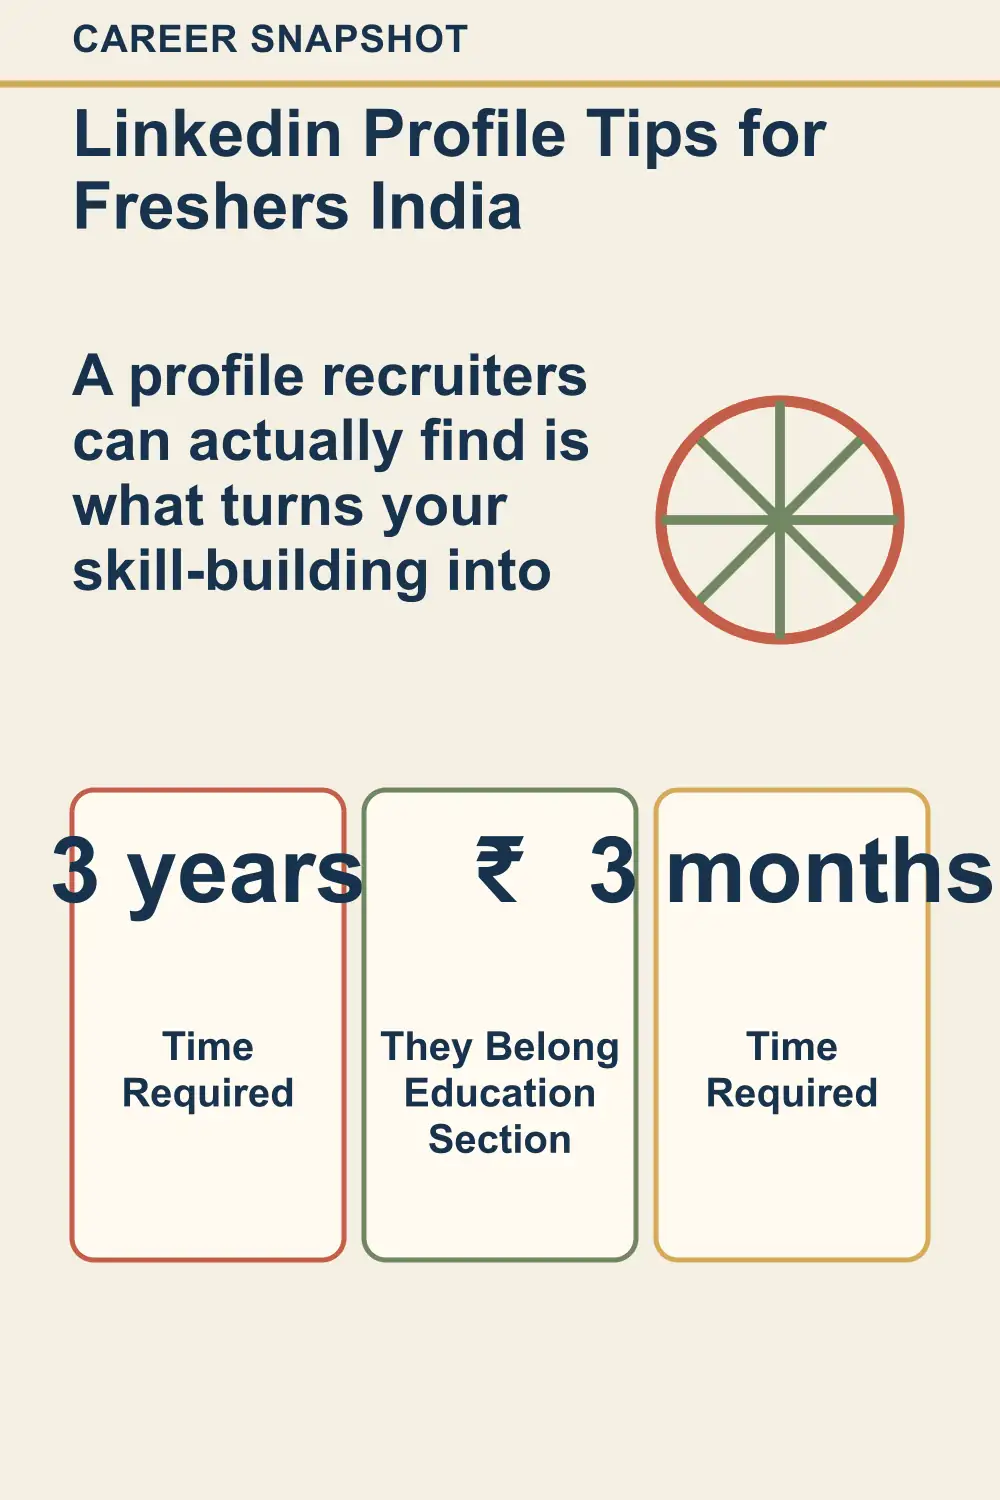 CAREER SNAPSHOT
Linkedin Profile Tips for
Freshers India
A profile recruiters
can actually find is
what turns your
skill-building into
3 years
Time
Required
₹
They Belong
Education
Section
3 months
Time
Required